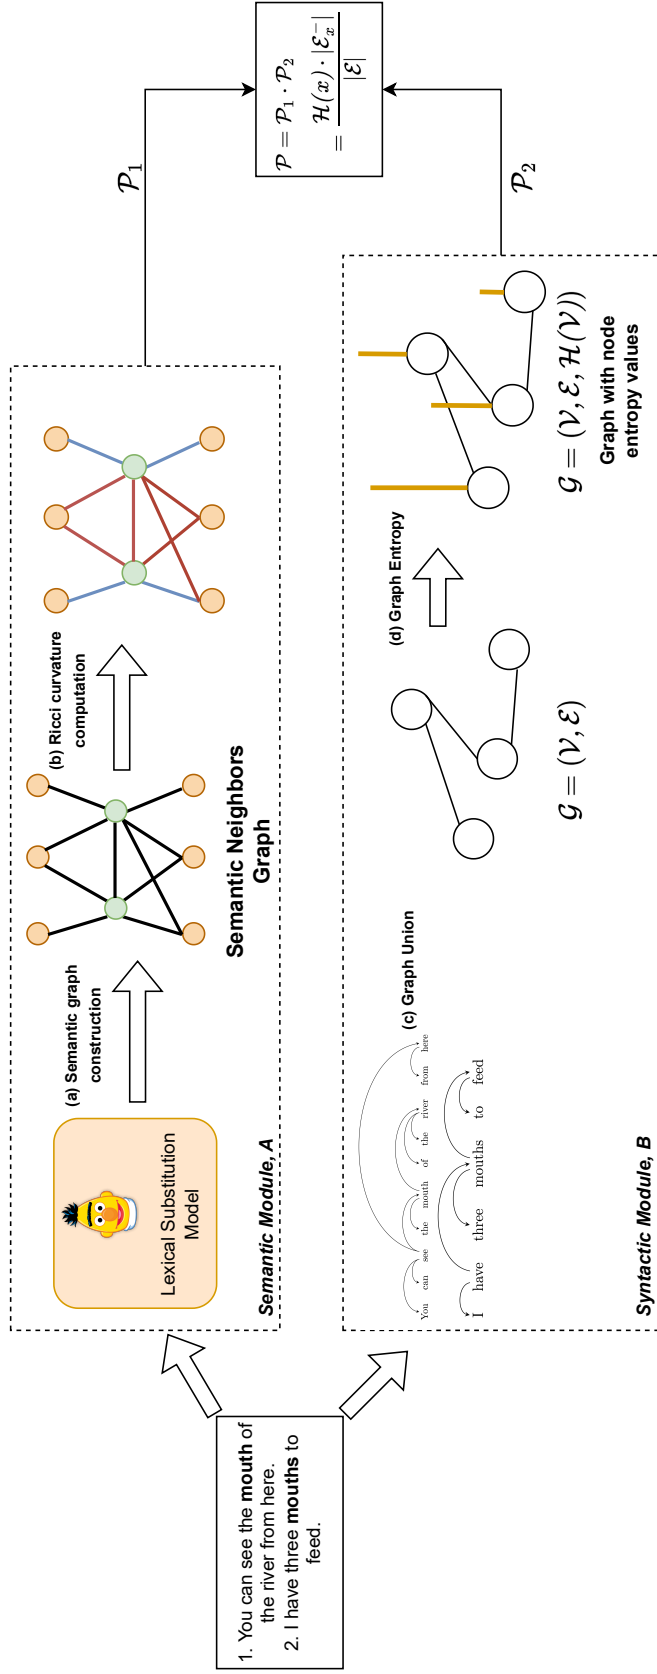 1. You can see the mouth of
the river from here.
2. I have three mouths to
feed.
Lexical Substitution
Model
Semantic Module, A
(a) Semantic graph
construction
Semantic Neighbors
Graph
(b) Ricci curvature
computation
𝒫₁
You can see the mouth of the river from here
I have three mouths to feed
Syntactic Module, B
(c) Graph Union
𝒢 = (𝒱, ℰ)
(d) Graph Entropy
𝒢 = (𝒱, ℰ, ℋ(𝒱))
Graph with node
entropy values
𝒫₂
𝒫 = 𝒫₁ · 𝒫₂
= ℋ(x) · |ℰₓ⁻| / |ℰ|